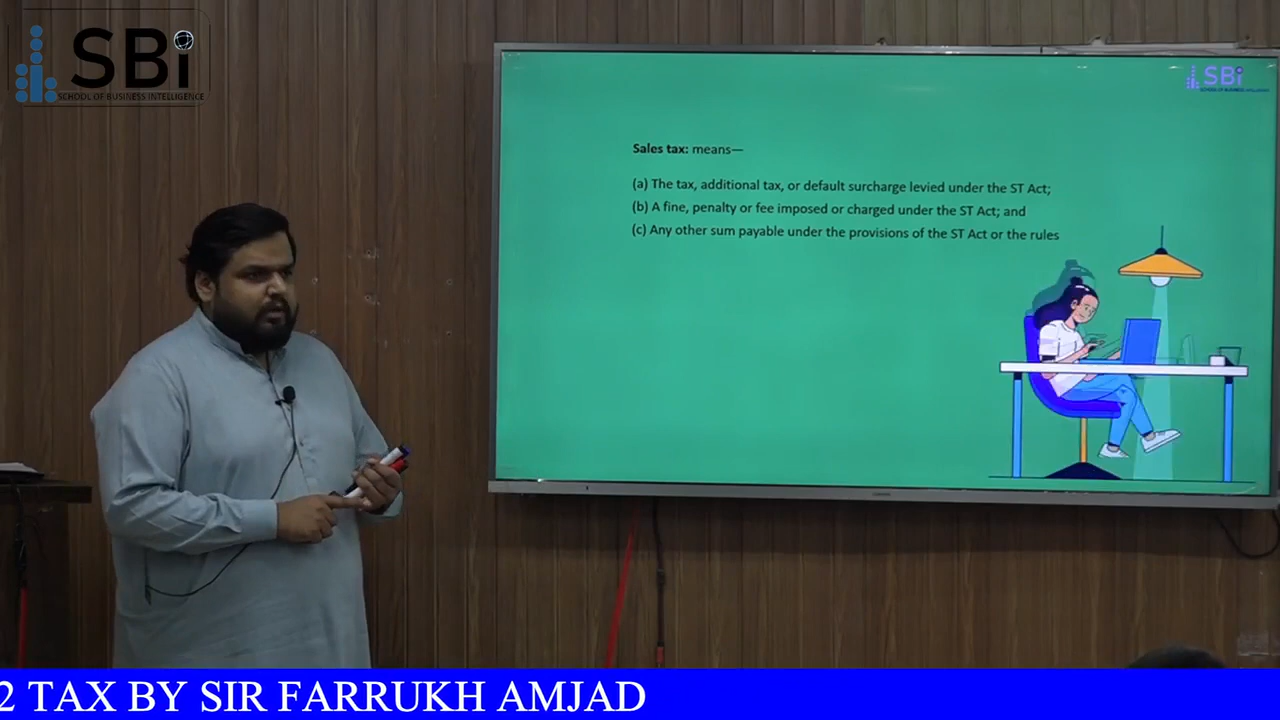 SBi
SCHOOL OF BUSINESS INTELLIGENCE
SBi
Sales tax: means—
(a) The tax, additional tax, or default surcharge levied under the ST Act;
(b) A fine, penalty or fee imposed or charged under the ST Act; and
(c) Any other sum payable under the provisions of the ST Act or the rules
2 TAX BY SIR FARRUKH AMJAD